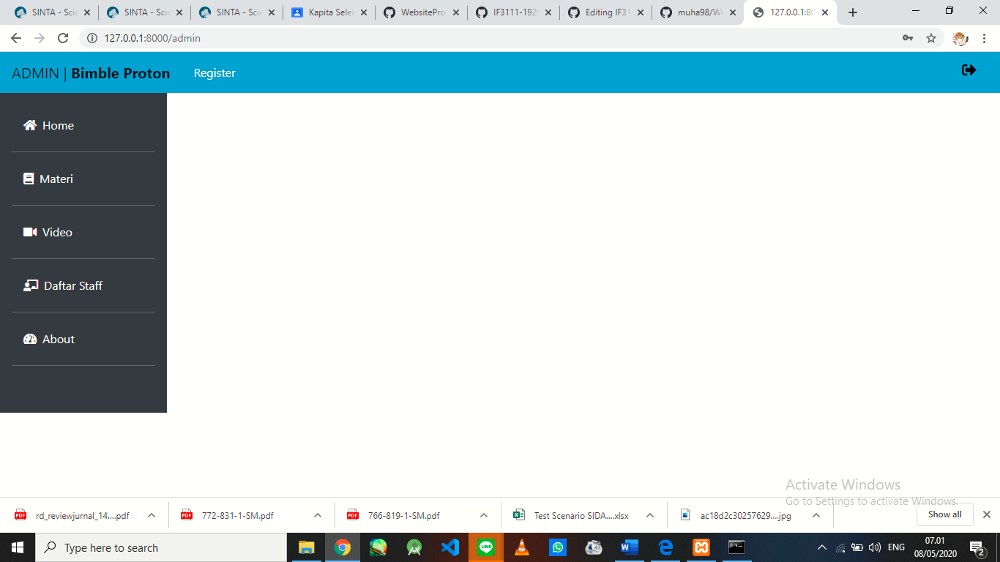 SINTA - Scie
SINTA - Scie
SINTA - Scie
Kapita Selek
WebsitePro
IF3111-192
Editing IF31
muha98/We
127.0.0.1:80
127.0.0.1:8000/admin
ADMIN | Bimble Proton
Register
Home
Materi
Video
Daftar Staff
About
Activate Windows
Go to Settings to activate Windows.
rd_reviewjurnal_14....pdf
772-831-1-SM.pdf
766-819-1-SM.pdf
Test Scenario SIDA....xlsx
ac18d2c30257629....jpg
Show all
Type here to search
ENG
07.01
08/05/2020
2